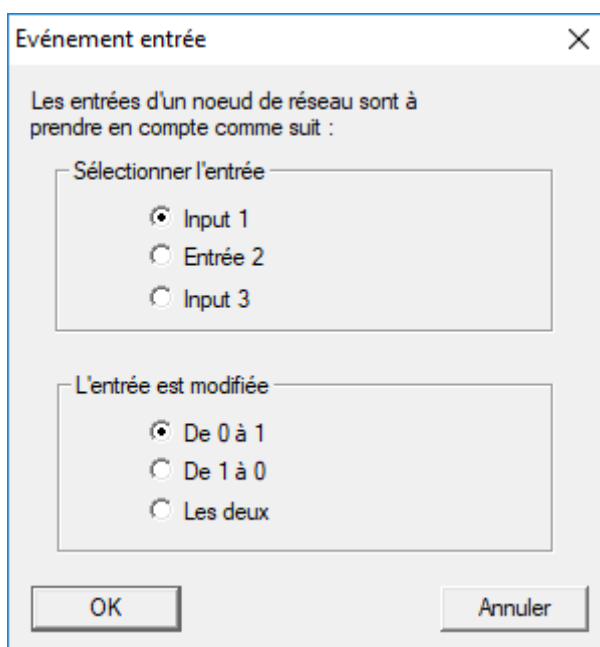 Evénement entrée
Les entrées d'un noeud de réseau sont à
prendre en compte comme suit :
Sélectionner l'entrée
Input 1
Entrée 2
Input 3
L'entrée est modifiée
De 0 à 1
De 1 à 0
Les deux
OK
Annuler